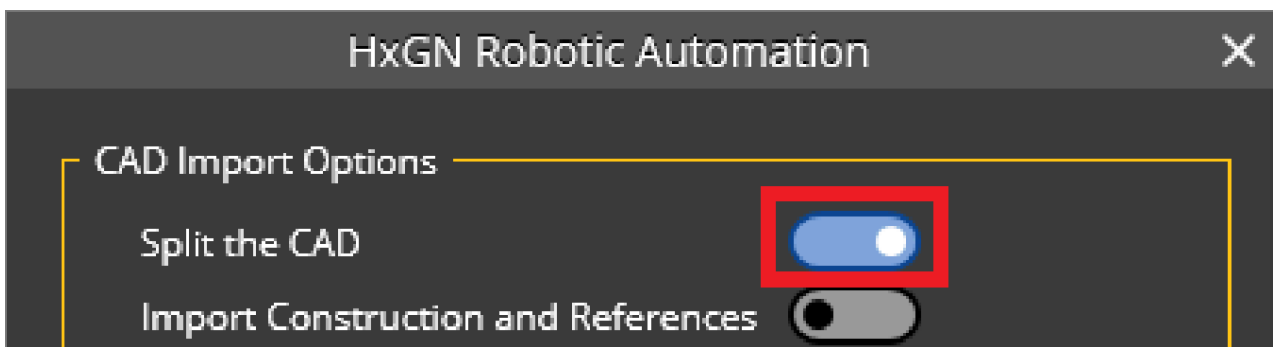 HxGN Robotic Automation
CAD Import Options
Split the CAD
Import Construction and References